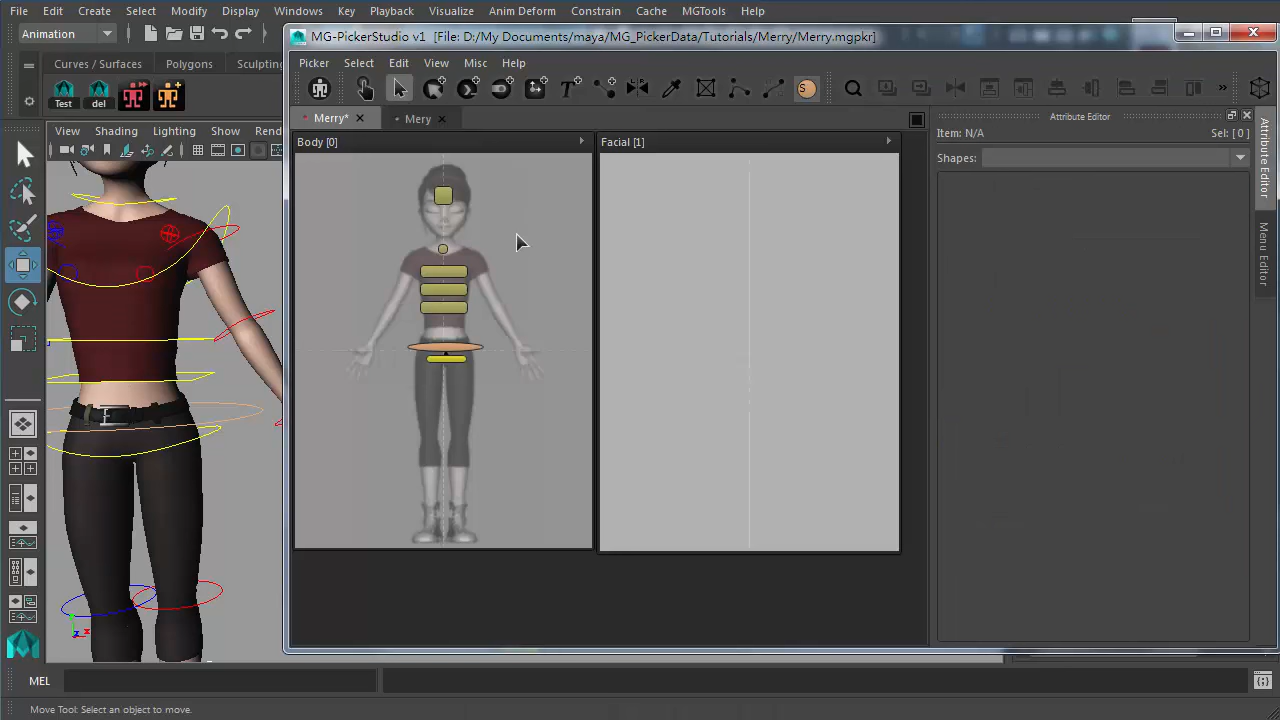 File Edit Create Select Modify Display Windows Key Playback Visualize Anim Deform Constrain Cache MGTools Help
Animation
MG-PickerStudio v1 [File: D:/My Documents/maya/MG_PickerData/Tutorials/Merry/Merry.mgpkr]
Curves / Surfaces Polygons Sculpting
Picker Select Edit View Misc Help
Test del
T
S
Merry* Merry
Attribute Editor
View Shading Lighting Show Rend
Body [0] Facial [1]
Item: N/A Sel: [ 0 ]
Shapes:
Attribute Editor
Menu Editor
z x
MEL
Move Tool: Select an object to move.